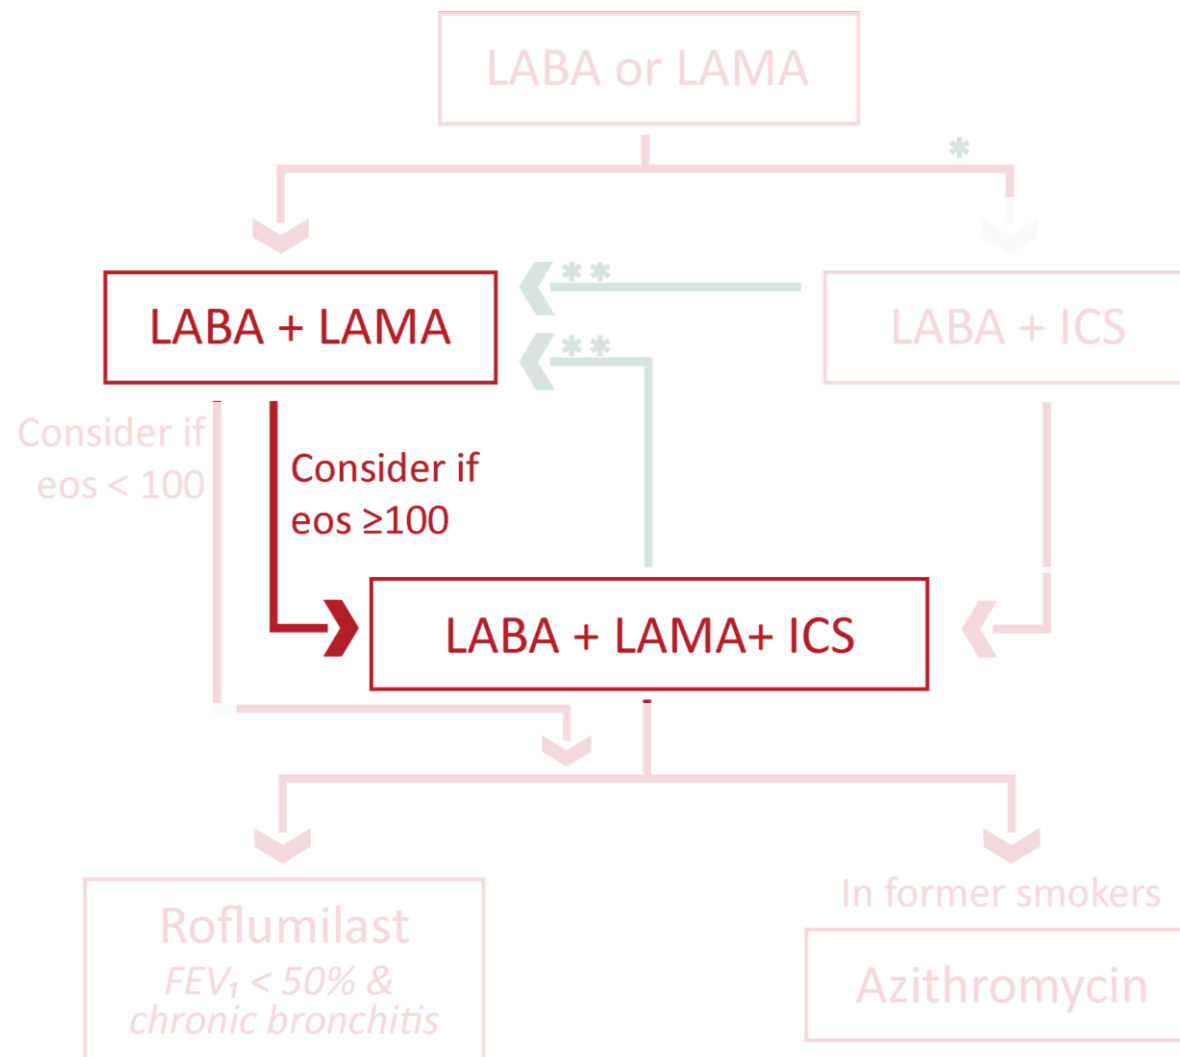 LABA or LAMA
*
LABA + LAMA
* *
LABA + ICS
* *
Consider if
eos < 100
Consider if
eos ≥100
LABA + LAMA+ ICS
Roflumilast
FEV₁ < 50% &
chronic bronchitis
In former smokers
Azithromycin